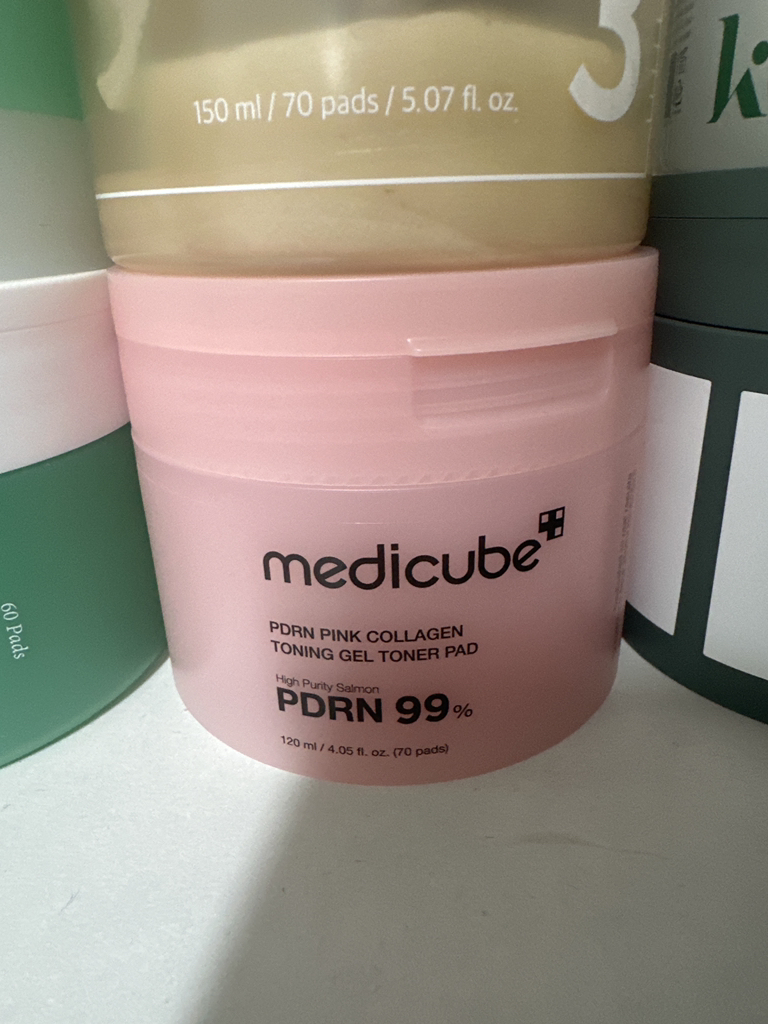 150 ml / 70 pads / 5.07 fl. oz.
3
60 Pads
medicube
PDRN PINK COLLAGEN
TONING GEL TONER PAD
High Purity Salmon
PDRN 99%
120 ml / 4.05 fl. oz. (70 pads)